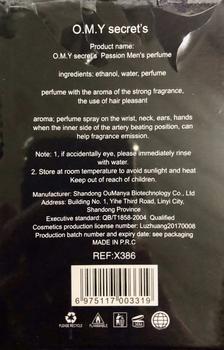 O.M.Y secret's
Product name:
O.M.Y secret's Passion Men's perfume
ingredients: ethanol, water, perfume
perfume with the aroma of the strong fragrance,
the use of hair pleasant
aroma; perfume spray on the wrist, neck, ears, hands
when the inner side of the artery beating position, can
help fragrance emission.
Note: 1, if accidentally eye, please immediately rinse
with water.
2. Store at room temperature to avoid sunlight and heat
Keep out of reach of children.
Manufacturer: Shandong OuManya Biotechnology Co., Ltd
Address: Building No. 1, Yihe Third Road, Linyi City,
Shandong Province
Executive standard: QB/T1858-2004 Qualified
Cosmetics production license number: Luzhuang20170008
Production batch number and expiry date: see packaging
MADE IN P.R.C
REF:X386
6 975117 003319
PLEASE RECYCLE
FLAMMABLE